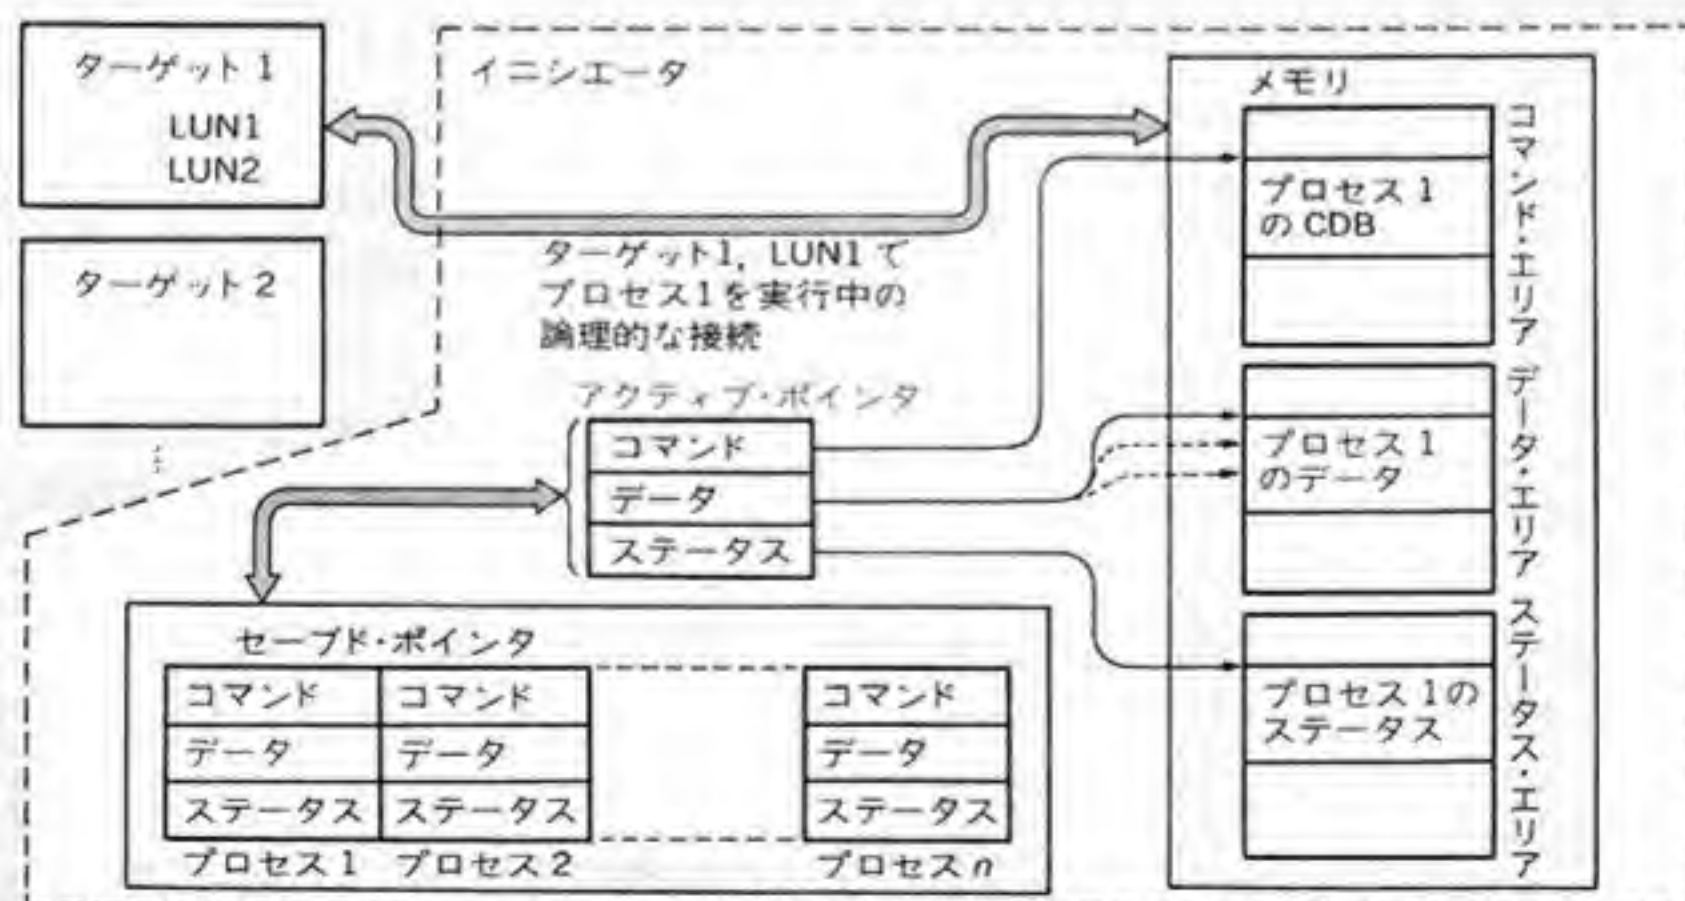 ターゲット1
LUN1
LUN2
ターゲット2
イニシエータ
ターゲット1, LUN1で
プロセス1を実行中の
論理的な接続
アクティブ・ポインタ
コマンド
データ
ステータス
セーブド・ポインタ
コマンド
データ
ステータス
プロセス1
コマンド
データ
ステータス
プロセス2
コマンド
データ
ステータス
プロセスn
メモリ
プロセス1
のCDB
コマンド・エリア
プロセス1
のデータ
データ・エリア
プロセス1の
ステータス
ステータス・エリア